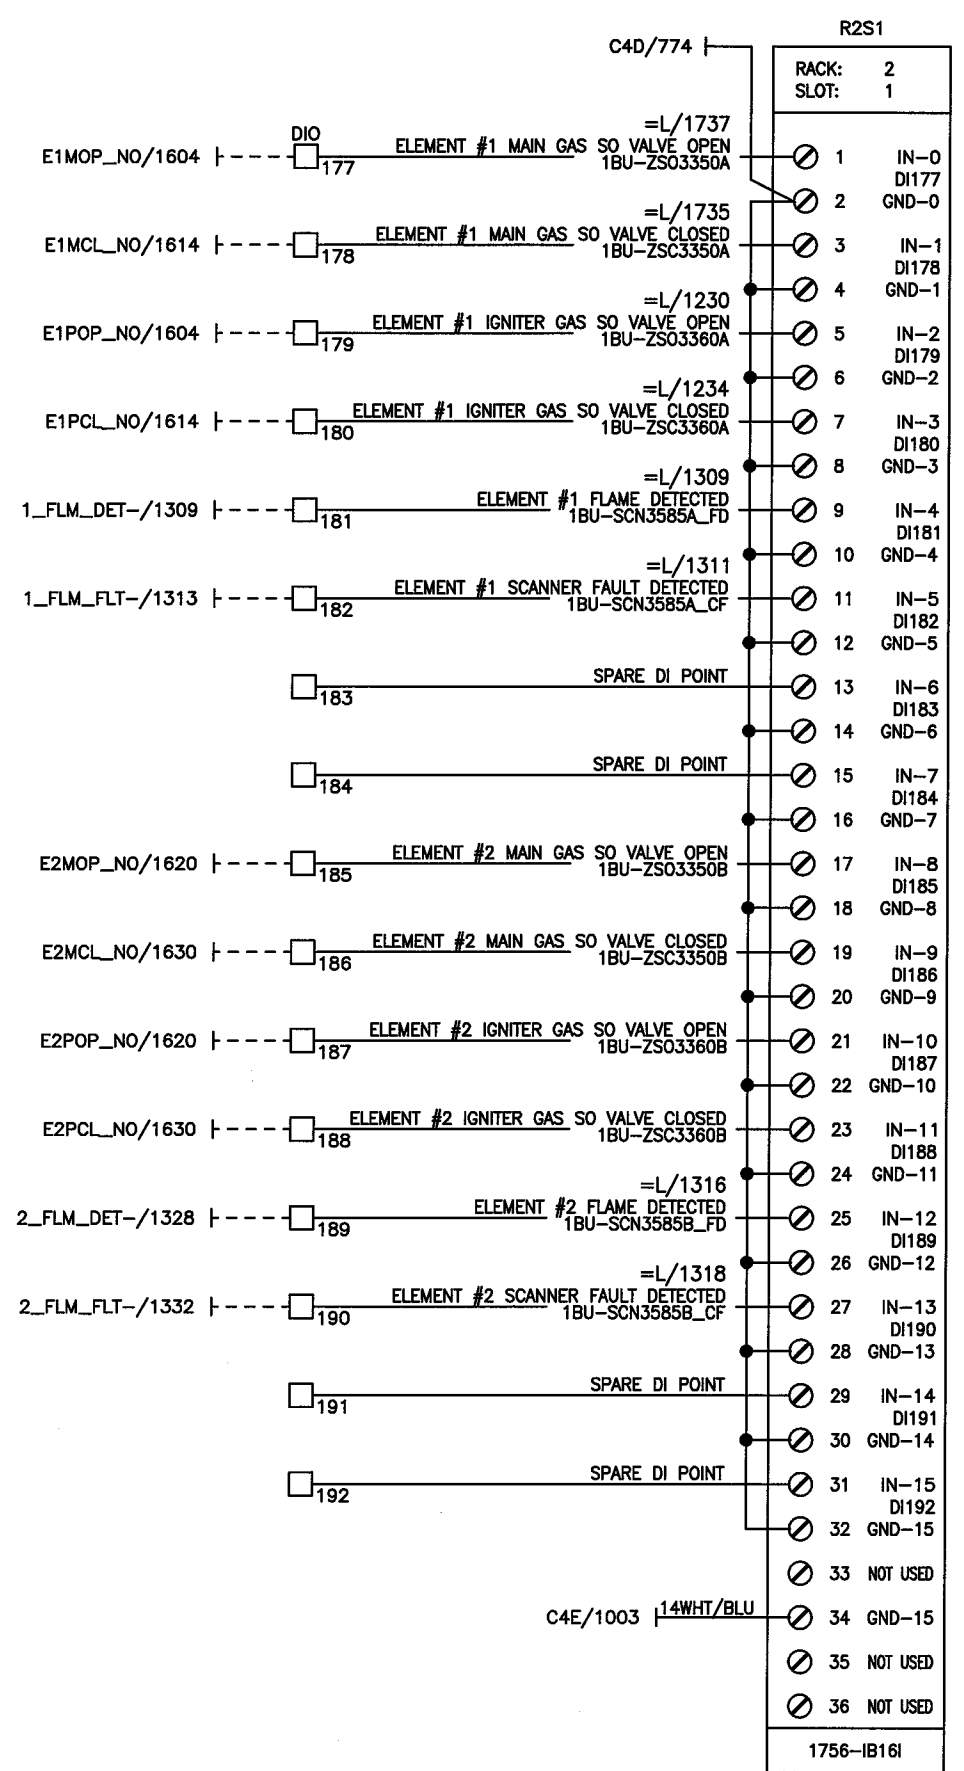 R2S1
C4D/774
RACK: 2
SLOT: 1
DIO
=L/1737
E1MOP_NO/1604 177 ELEMENT #1 MAIN GAS SO VALVE OPEN 1 IN-0
1BU-ZSO3350A
DI177
2 GND-0
=L/1735
E1MCL_NO/1614 178 ELEMENT #1 MAIN GAS SO VALVE CLOSED 3 IN-1
1BU-ZSC3350A
DI178
4 GND-1
=L/1230
E1POP_NO/1604 179 ELEMENT #1 IGNITER GAS SO VALVE OPEN 5 IN-2
1BU-ZSO3360A
DI179
6 GND-2
=L/1234
E1PCL_NO/1614 180 ELEMENT #1 IGNITER GAS SO VALVE CLOSED 7 IN-3
1BU-ZSC3360A
DI180
8 GND-3
=L/1309
1_FLM_DET-/1309 181 ELEMENT #1 FLAME DETECTED 9 IN-4
1BU-SCN3585A_FD
DI181
10 GND-4
=L/1311
1_FLM_FLT-/1313 182 ELEMENT #1 SCANNER FAULT DETECTED 11 IN-5
1BU-SCN3585A_CF
DI182
12 GND-5
183 SPARE DI POINT 13 IN-6
DI183
14 GND-6
184 SPARE DI POINT 15 IN-7
DI184
16 GND-7
E2MOP_NO/1620 185 ELEMENT #2 MAIN GAS SO VALVE OPEN 17 IN-8
1BU-ZSO3350B
DI185
18 GND-8
E2MCL_NO/1630 186 ELEMENT #2 MAIN GAS SO VALVE CLOSED 19 IN-9
1BU-ZSC3350B
DI186
20 GND-9
E2POP_NO/1620 187 ELEMENT #2 IGNITER GAS SO VALVE OPEN 21 IN-10
1BU-ZSO3360B
DI187
22 GND-10
E2PCL_NO/1630 188 ELEMENT #2 IGNITER GAS SO VALVE CLOSED 23 IN-11
1BU-ZSC3360B
DI188
24 GND-11
=L/1316
2_FLM_DET-/1328 189 ELEMENT #2 FLAME DETECTED 25 IN-12
1BU-SCN3585B_FD
DI189
26 GND-12
=L/1318
2_FLM_FLT-/1332 190 ELEMENT #2 SCANNER FAULT DETECTED 27 IN-13
1BU-SCN3585B_CF
DI190
28 GND-13
191 SPARE DI POINT 29 IN-14
DI191
30 GND-14
192 SPARE DI POINT 31 IN-15
DI192
32 GND-15
33 NOT USED
C4E/1003 14WHT/BLU 34 GND-15
35 NOT USED
36 NOT USED
1756-IB16I